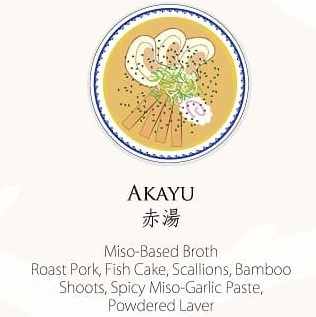 AKAYU
赤湯
Miso-Based Broth
Roast Pork, Fish Cake, Scallions, Bamboo
Shoots, Spicy Miso-Garlic Paste,
Powdered Laver